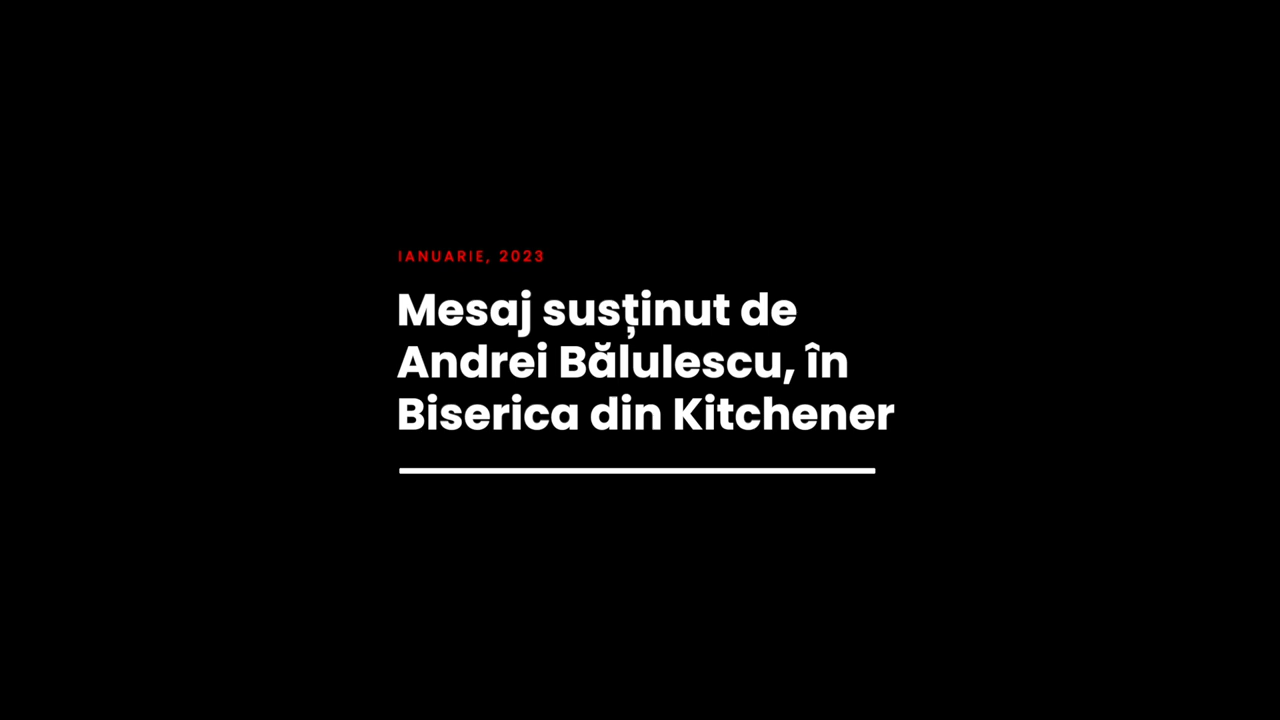 IANUARIE, 2023
Mesaj susținut de
Andrei Bălulescu, în
Biserica din Kitchener